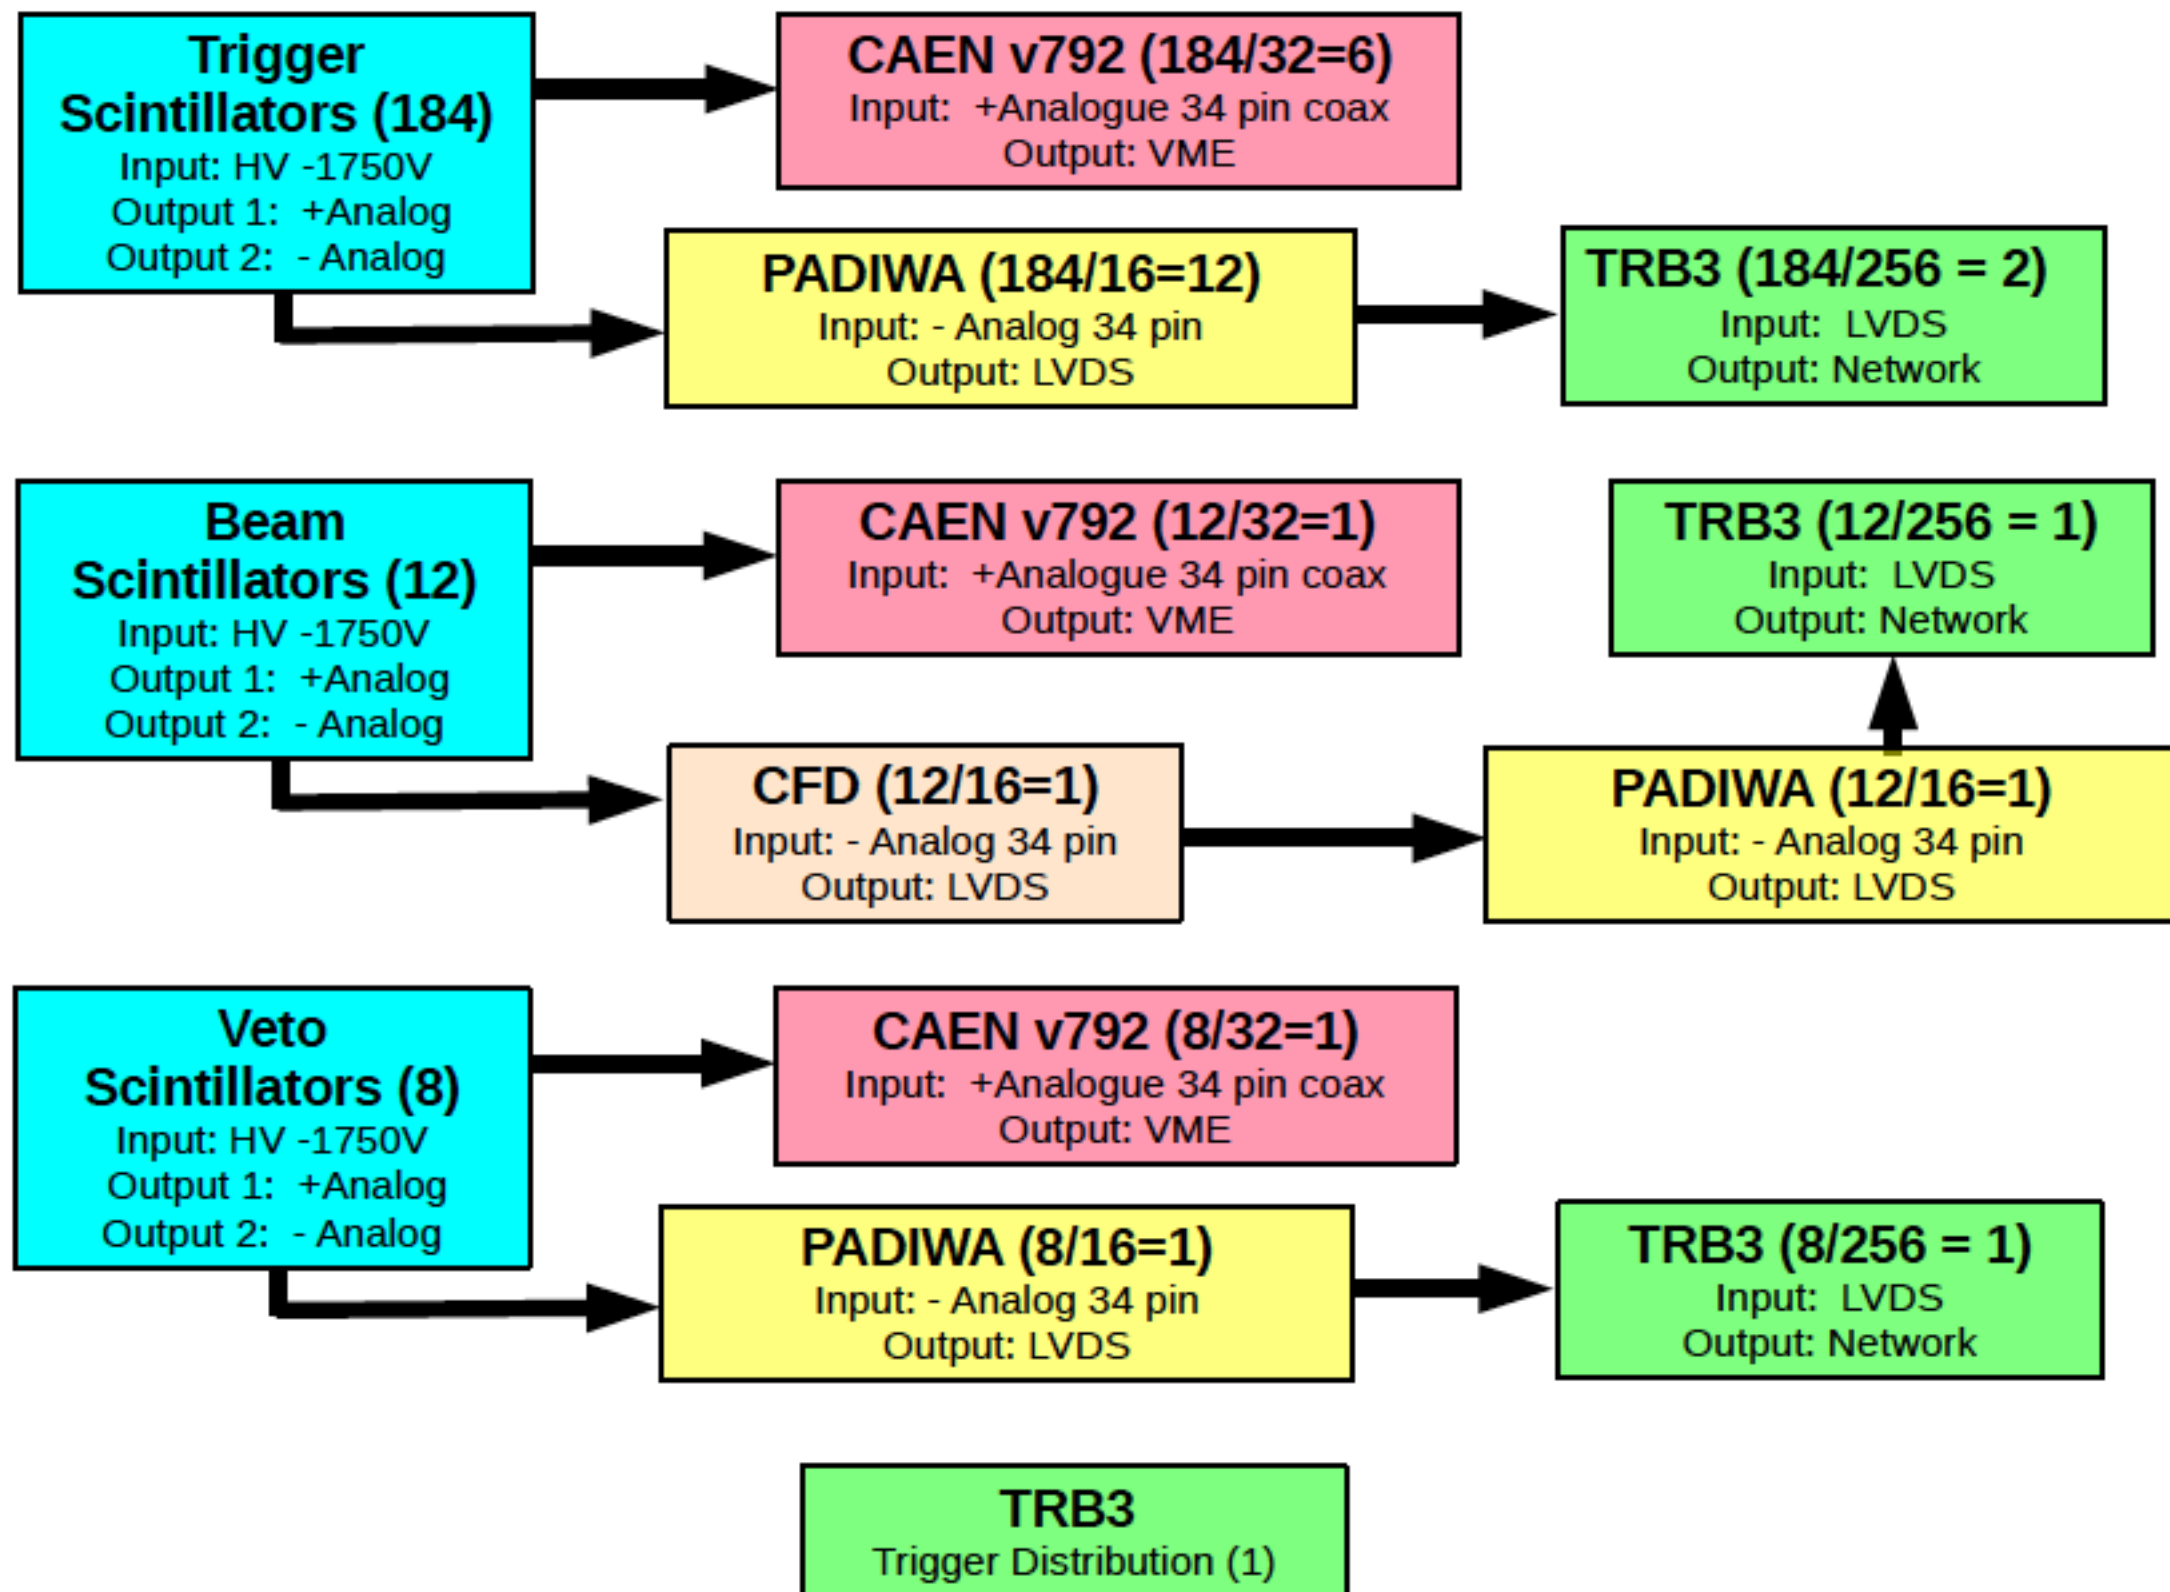 Trigger
Scintillators (184)
Input: HV -1750V
Output 1:  +Analog
Output 2:  - Analog
CAEN v792 (184/32=6)
Input:  +Analogue 34 pin coax
Output: VME
PADIWA (184/16=12)
Input: - Analog 34 pin
Output: LVDS
TRB3 (184/256 = 2)
Input:  LVDS
Output: Network
Beam
Scintillators (12)
Input: HV -1750V
Output 1:  +Analog
Output 2:  - Analog
CAEN v792 (12/32=1)
Input:  +Analogue 34 pin coax
Output: VME
TRB3 (12/256 = 1)
Input:  LVDS
Output: Network
CFD (12/16=1)
Input: - Analog 34 pin
Output: LVDS
PADIWA (12/16=1)
Input: - Analog 34 pin
Output: LVDS
Veto
Scintillators (8)
Input: HV -1750V
Output 1:  +Analog
Output 2:  - Analog
CAEN v792 (8/32=1)
Input:  +Analogue 34 pin coax
Output: VME
PADIWA (8/16=1)
Input: - Analog 34 pin
Output: LVDS
TRB3 (8/256 = 1)
Input:  LVDS
Output: Network
TRB3
Trigger Distribution (1)